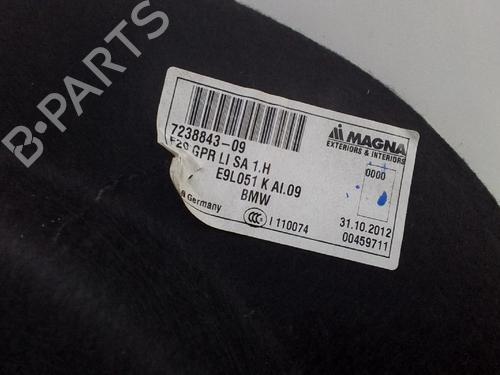 B-PARTS
7238843-09
F20 GPR LI SA 1.H
E9L051 K AI.09
BMW
Germany
CCC I 110074
MAGNA
EXTERIORS & INTERIORS
0000
31.10.2012
00459711